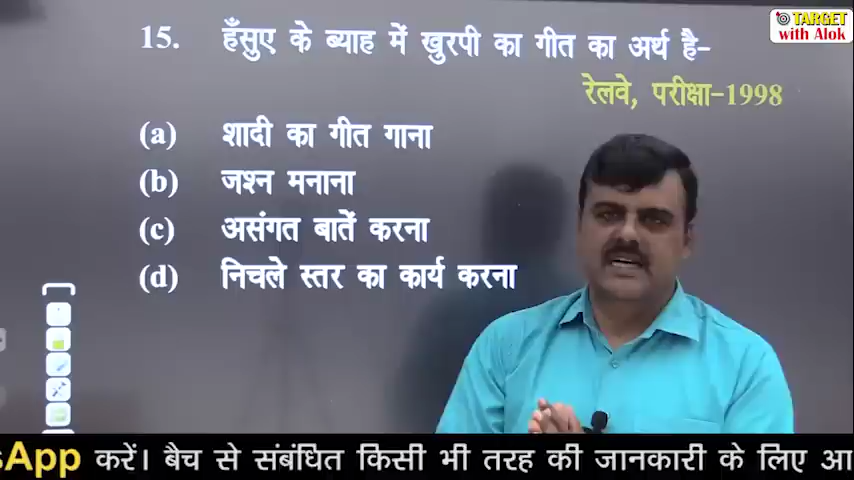 TARGET
with Alok
15. हँसुए के ब्याह में खुरपी का गीत का अर्थ है-
रेलवे, परीक्षा-1998
(a) शादी का गीत गाना
(b) जश्न मनाना
(c) असंगत बातें करना
(d) निचले स्तर का कार्य करना
sApp करें। बैच से संबंधित किसी भी तरह की जानकारी के लिए आ